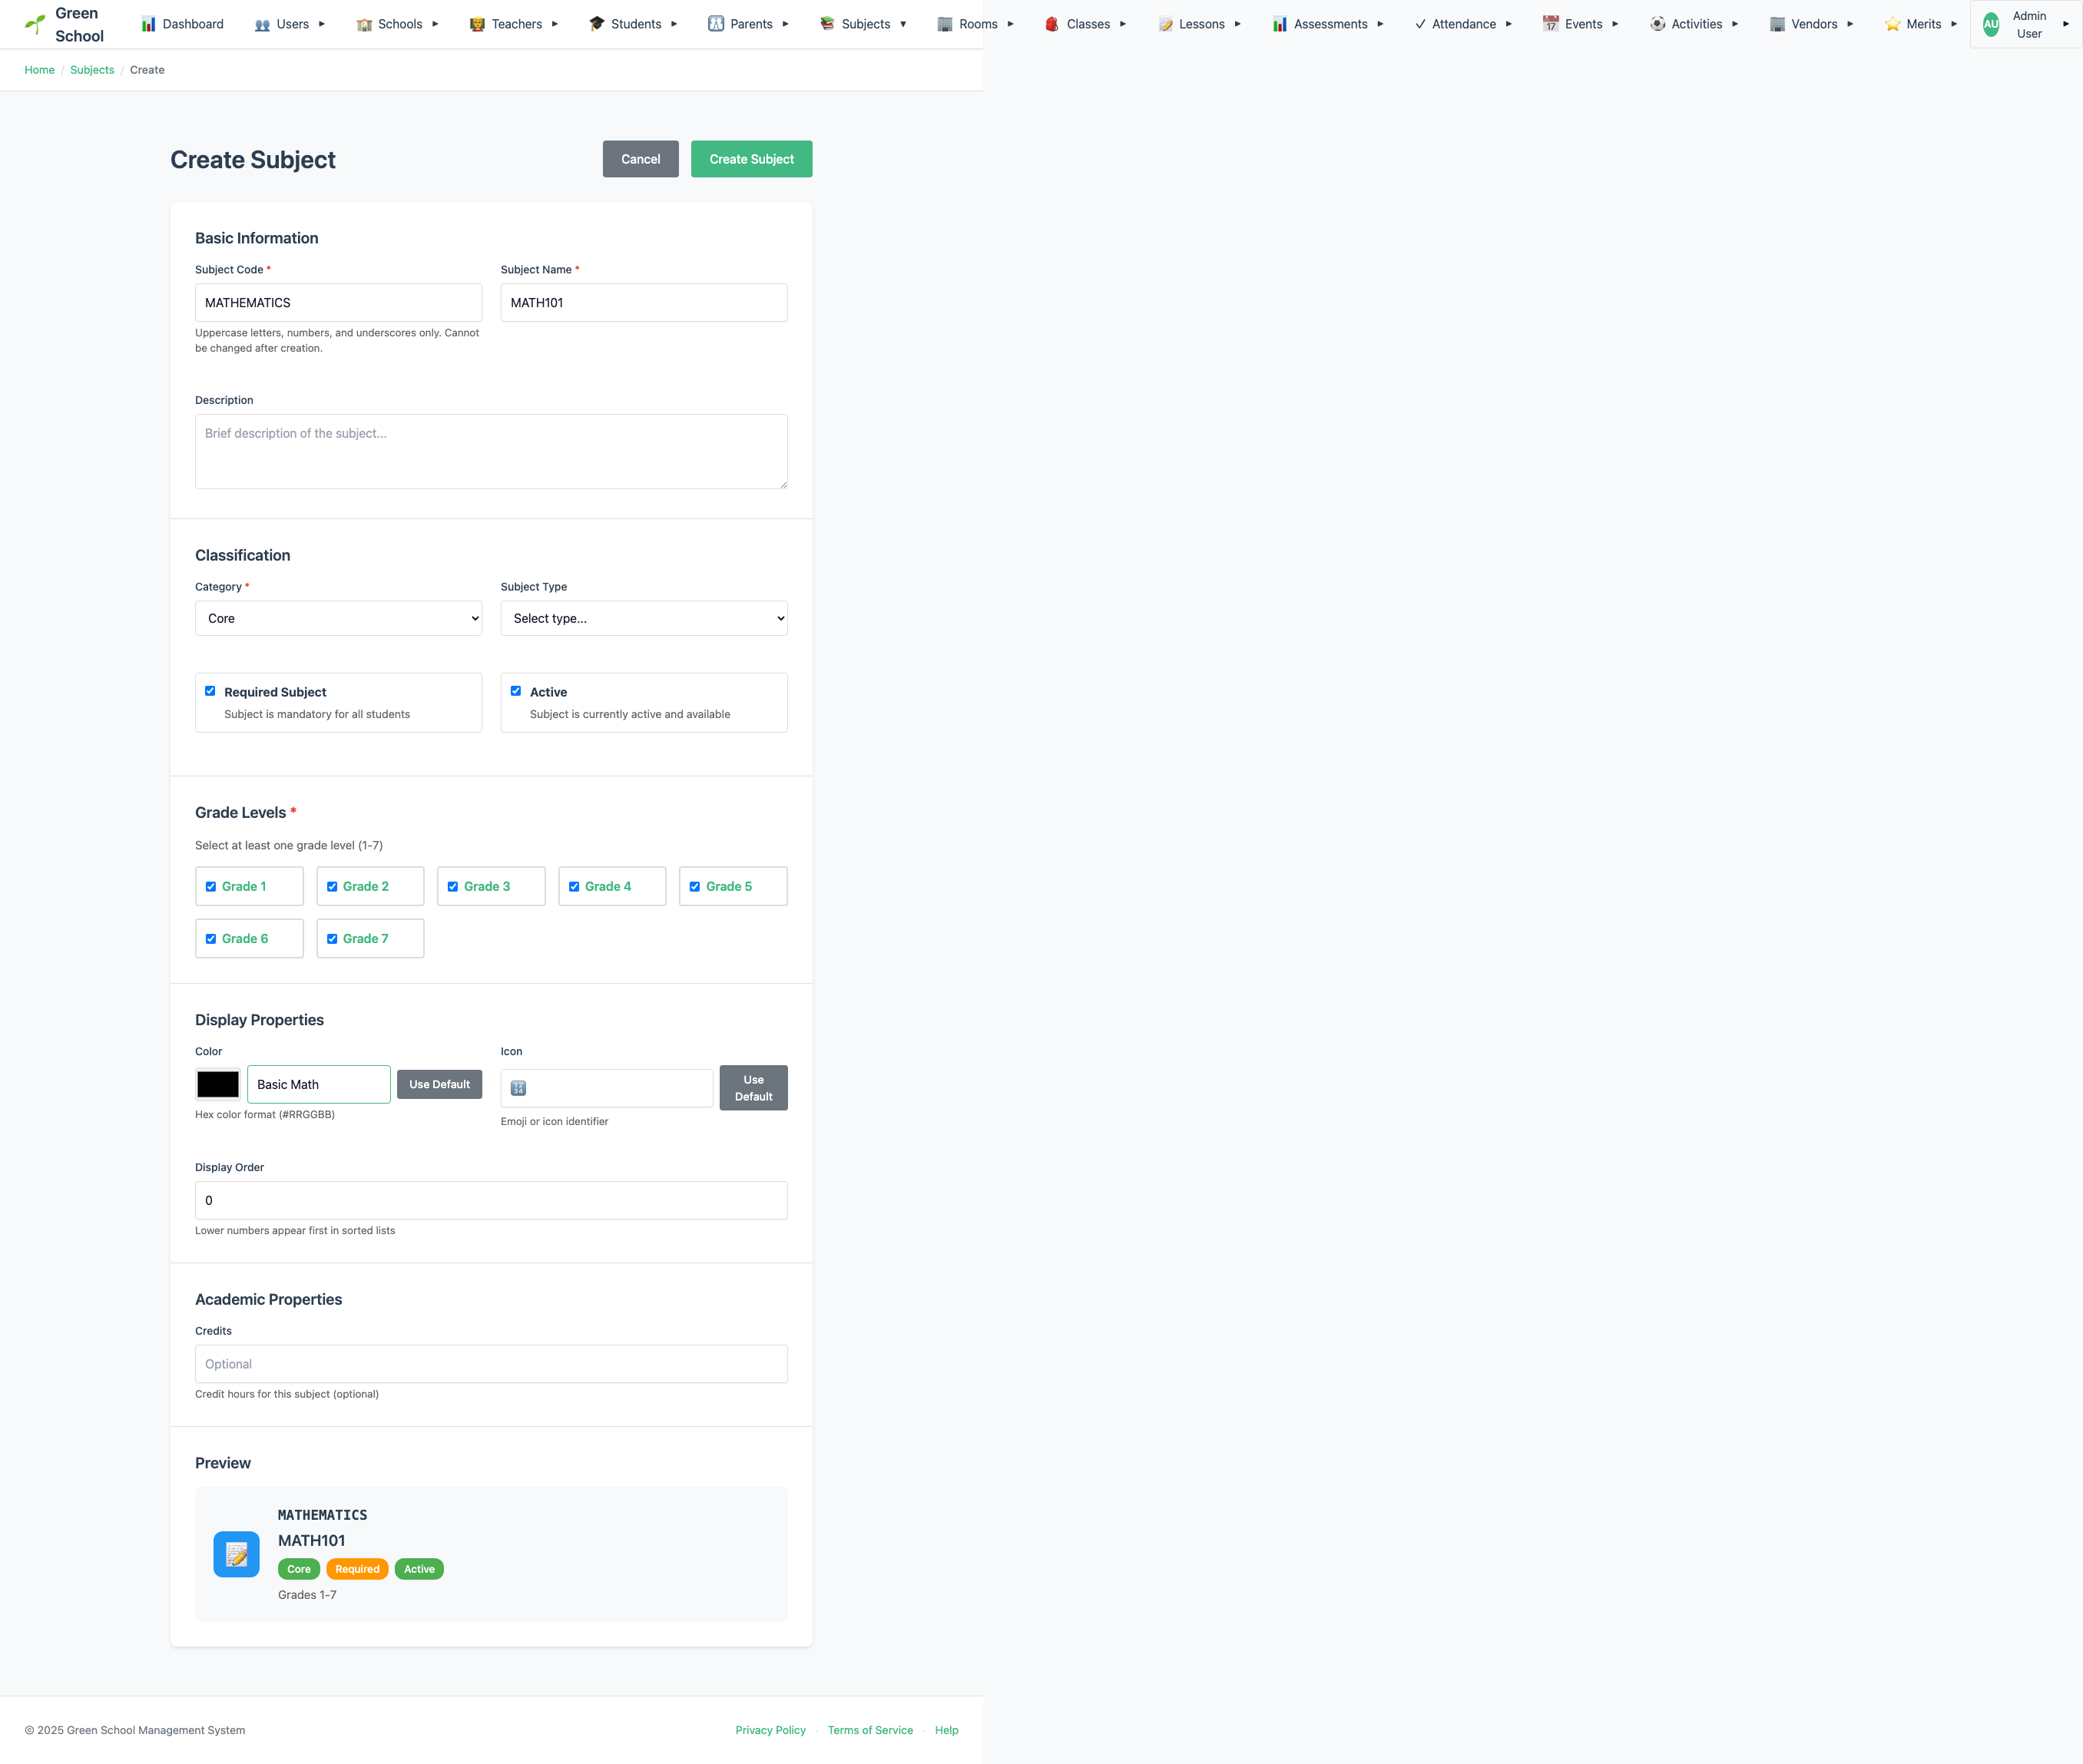 Green School
Dashboard
Users
Schools
Teachers
Students
Parents
Subjects
Rooms
Classes
Lessons
Assessments
Attendance
Events
Activities
Vendors
Merits
AU
Admin User
Home / Subjects / Create
Create Subject
Cancel
Create Subject
Basic Information
Subject Code *
Subject Name *
MATHEMATICS
MATH101
Uppercase letters, numbers, and underscores only. Cannot
be changed after creation.
Description
Brief description of the subject...
Classification
Category *
Subject Type
Core
Select type...
Required Subject
Subject is mandatory for all students
Active
Subject is currently active and available
Grade Levels *
Select at least one grade level (1-7)
Grade 1
Grade 2
Grade 3
Grade 4
Grade 5
Grade 6
Grade 7
Display Properties
Color
Icon
Basic Math
Use Default
🔢
Use Default
Hex color format (#RRGGBB)
Emoji or icon identifier
Display Order
0
Lower numbers appear first in sorted lists
Academic Properties
Credits
Optional
Credit hours for this subject (optional)
Preview
MATHEMATICS
MATH101
Core
Required
Active
Grades 1-7
© 2025 Green School Management System
Privacy Policy · Terms of Service · Help